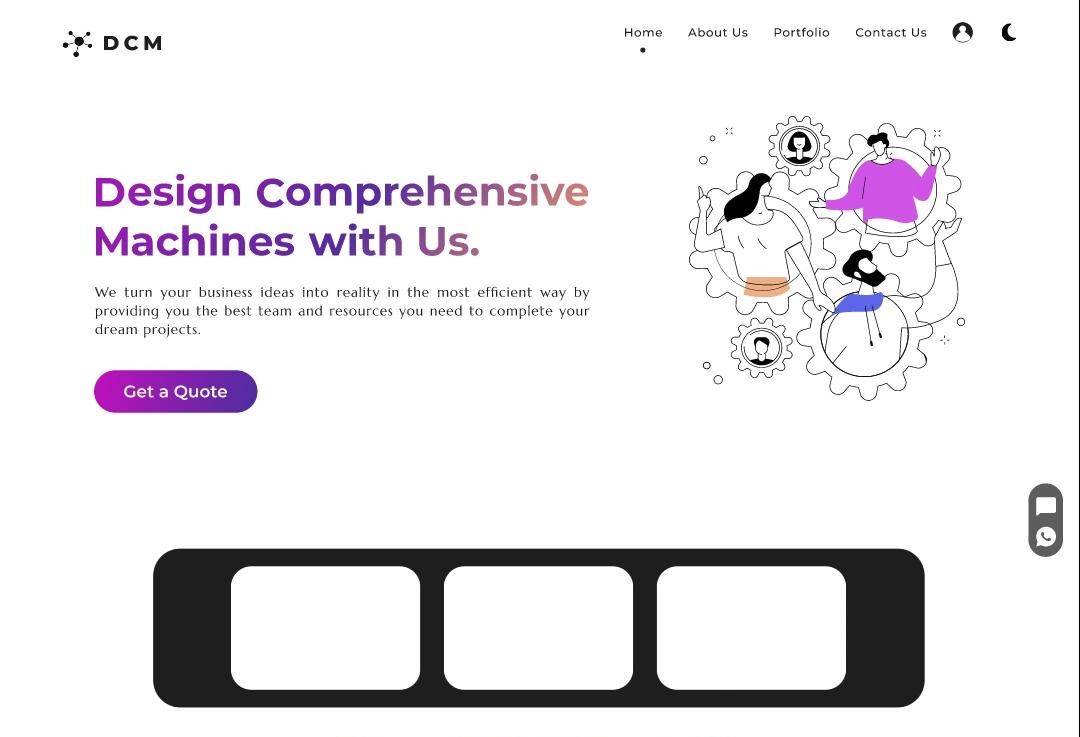 DCM
Home
About Us
Portfolio
Contact Us
Design Comprehensive
Machines with Us.
We turn your business ideas into reality in the most efficient way by
providing you the best team and resources you need to complete your
dream projects.
Get a Quote